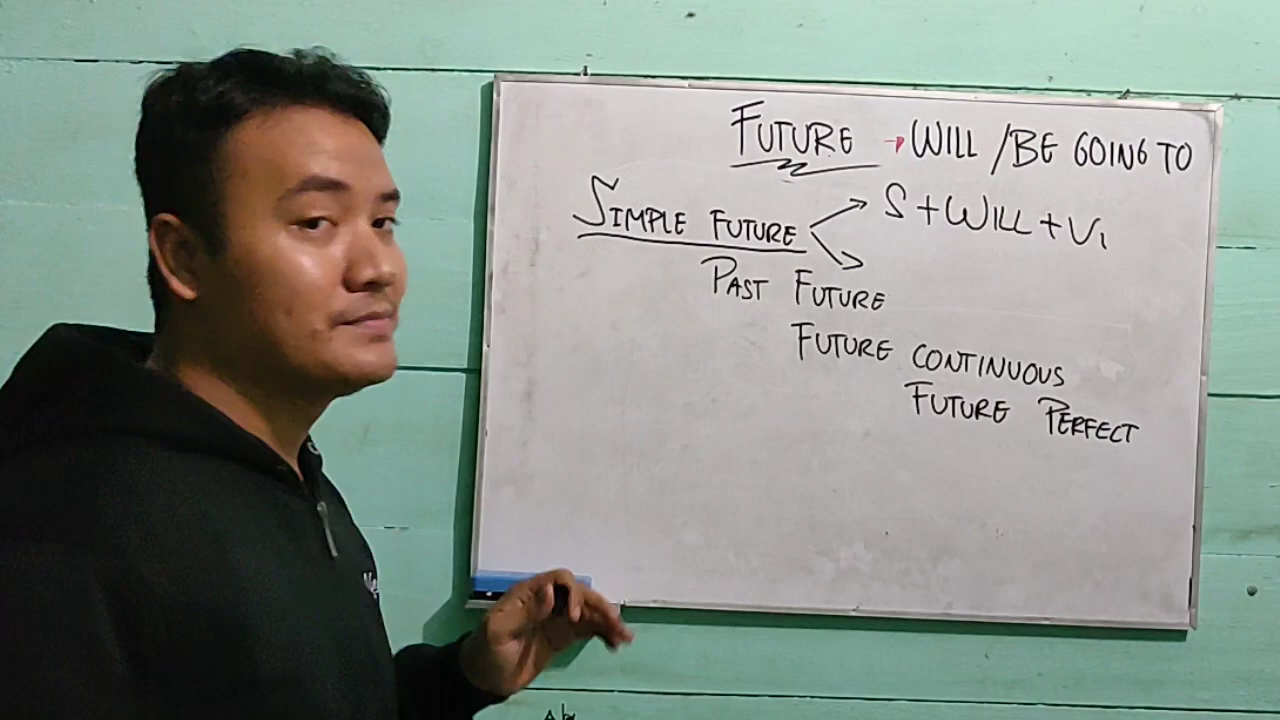 FUTURE → WILL / BE GOING TO
SIMPLE FUTURE S + WILL + V1
PAST FUTURE
FUTURE CONTINUOUS
FUTURE PERFECT